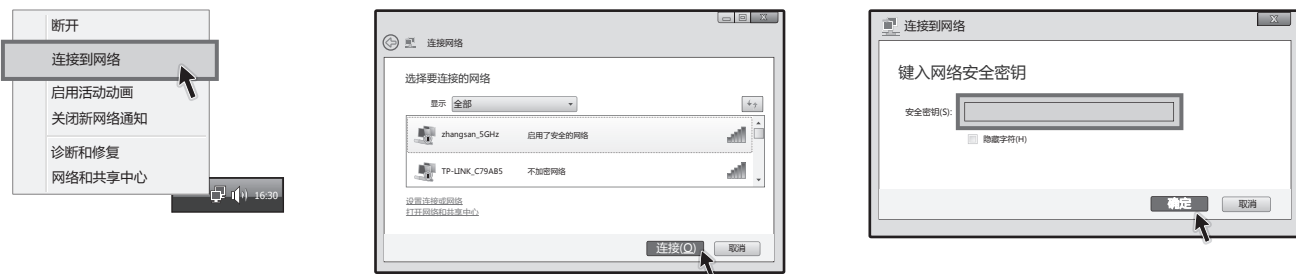 断开
连接到网络
启用活动动画
关闭新网络通知
诊断和修复
网络和共享中心
16:30
连接网络
选择要连接的网络
显示 全部
zhangsan_5GHz 启用了安全的网络
TP-LINK_C79AB5 不加密网络
设置连接或网络
打开网络和共享中心
连接(O) 取消
连接到网络
键入网络安全密钥
安全密钥(S):
隐藏字符(H)
确定 取消